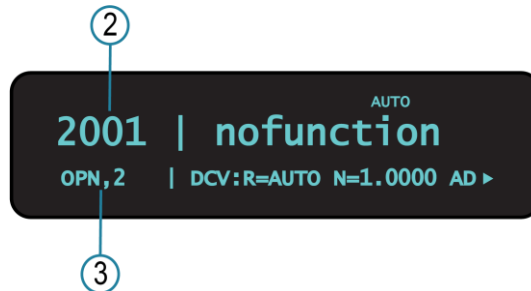 2
AUTO
2001 | nofunction
OPN,2 | DCV:R=AUTO N=1.0000 AD ▶
3